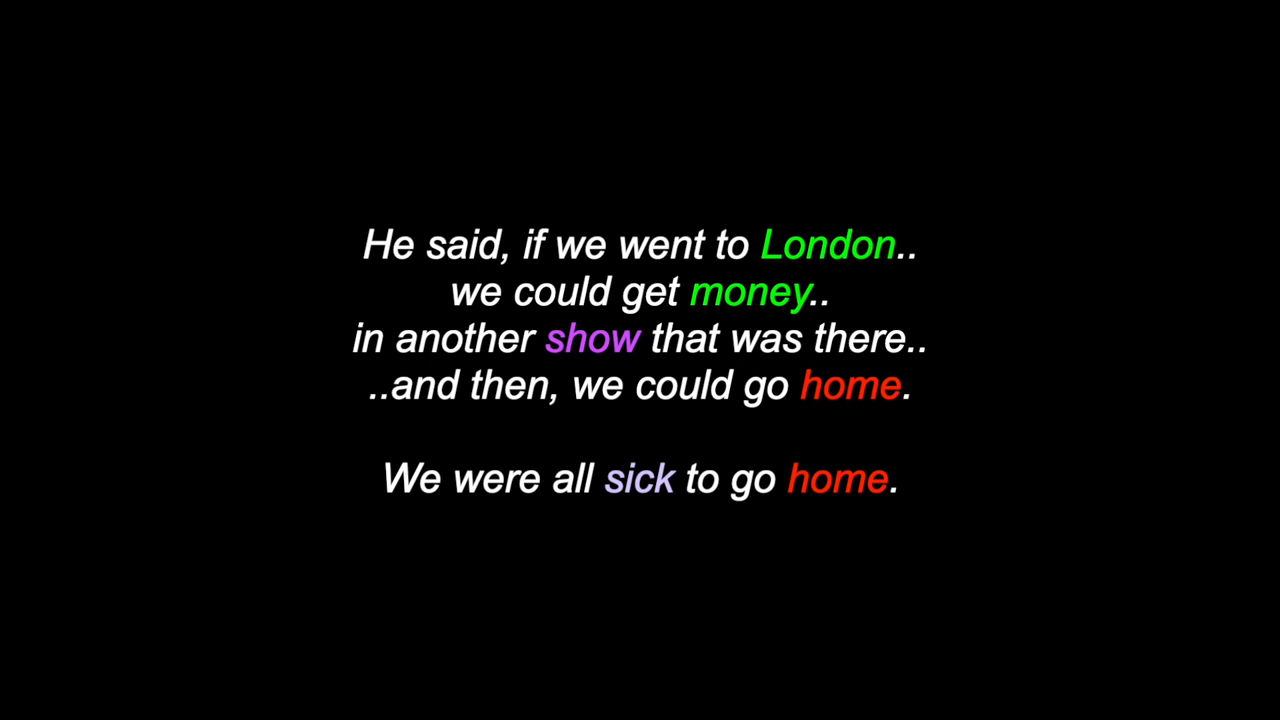 He said, if we went to London..
we could get money..
in another show that was there..
..and then, we could go home.
We were all sick to go home.